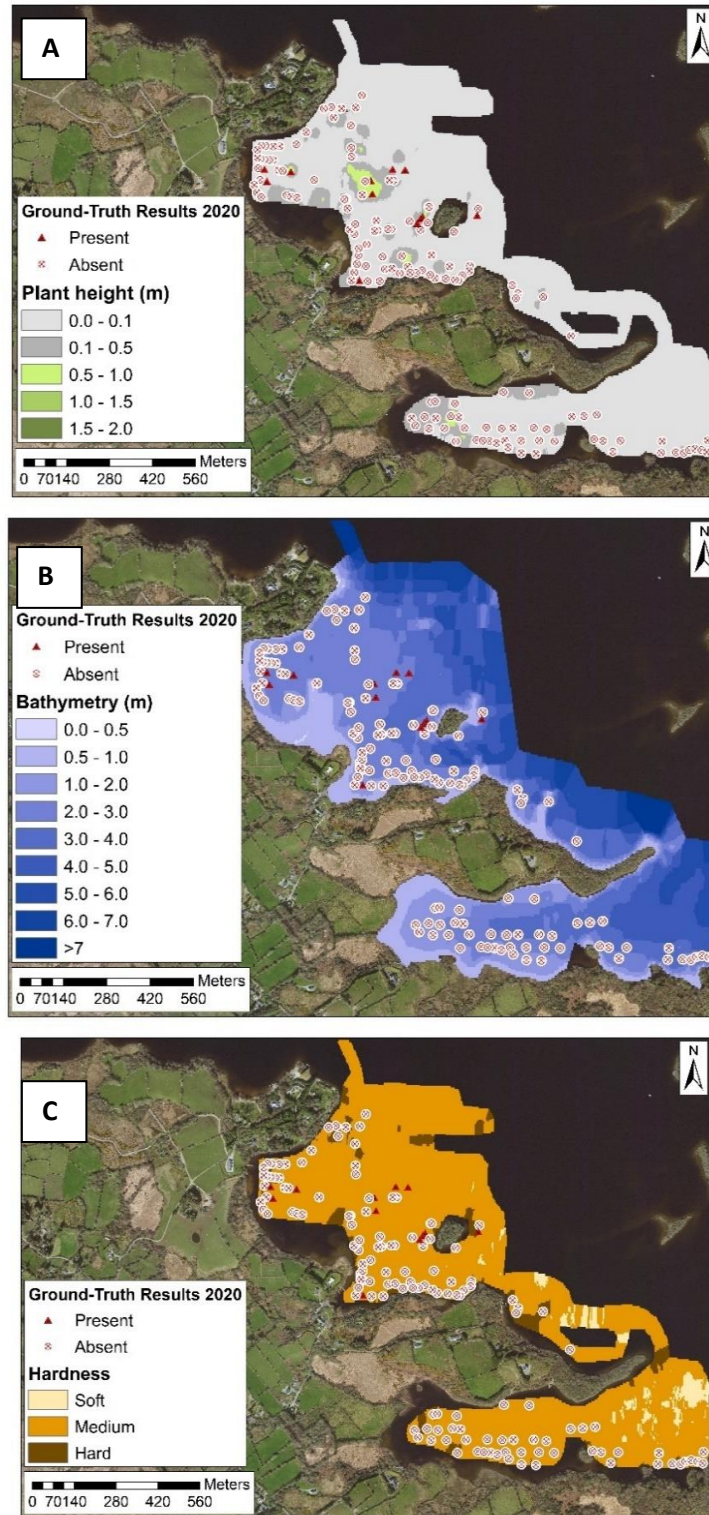 A
N
Ground-Truth Results 2020
Present
Absent
Plant height (m)
0.0 - 0.1
0.1 - 0.5
0.5 - 1.0
1.0 - 1.5
1.5 - 2.0
Meters
0 70140 280 420 560
B
N
Ground-Truth Results 2020
Present
Absent
Bathymetry (m)
0.0 - 0.5
0.5 - 1.0
1.0 - 2.0
2.0 - 3.0
3.0 - 4.0
4.0 - 5.0
5.0 - 6.0
6.0 - 7.0
>7
Meters
0 70140 280 420 560
C
N
Ground-Truth Results 2020
Present
Absent
Hardness
Soft
Medium
Hard
Meters
0 70140 280 420 560